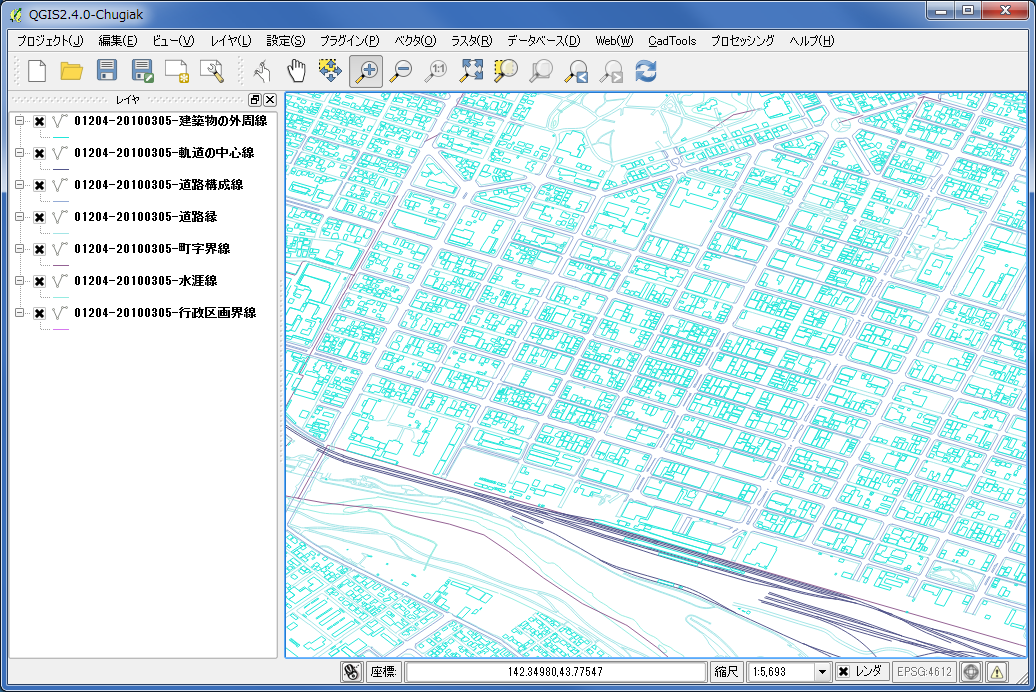 QGIS2.4.0-Chugiak
プロジェクト(J) 編集(E) ビュー(V) レイヤ(L) 設定(S) プラグイン(P) ベクタ(O) ラスタ(R) データベース(D) Web(W) CadTools プロセッシング ヘルプ(H)
1:1
レイヤ
01204-20100305-建築物の外周線
01204-20100305-軌道の中心線
01204-20100305-道路構成線
01204-20100305-道路縁
01204-20100305-町字界線
01204-20100305-水涯線
01204-20100305-行政区画界線
座標: 142.34980,43.77547 縮尺 1:5,693 レンダ EPSG:4612